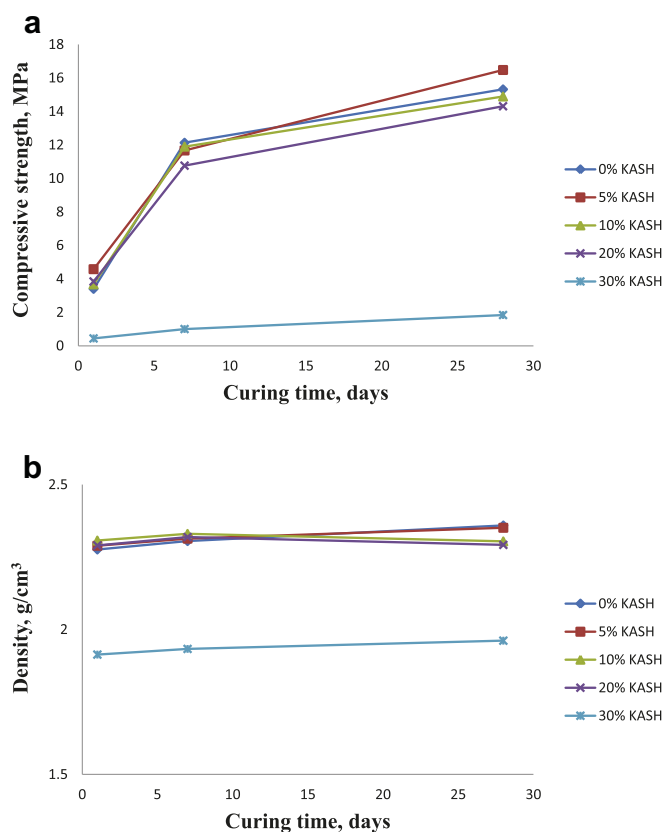 a
18
16
14
12
10
8
6
4
2
0
0 5 10 15 20 25 30
Compressive strength, MPa
Curing time, days
0% KASH
5% KASH
10% KASH
20% KASH
30% KASH
b
2.5
2
1.5
0 5 10 15 20 25 30
Density, g/cm³
Curing time, days
0% KASH
5% KASH
10% KASH
20% KASH
30% KASH